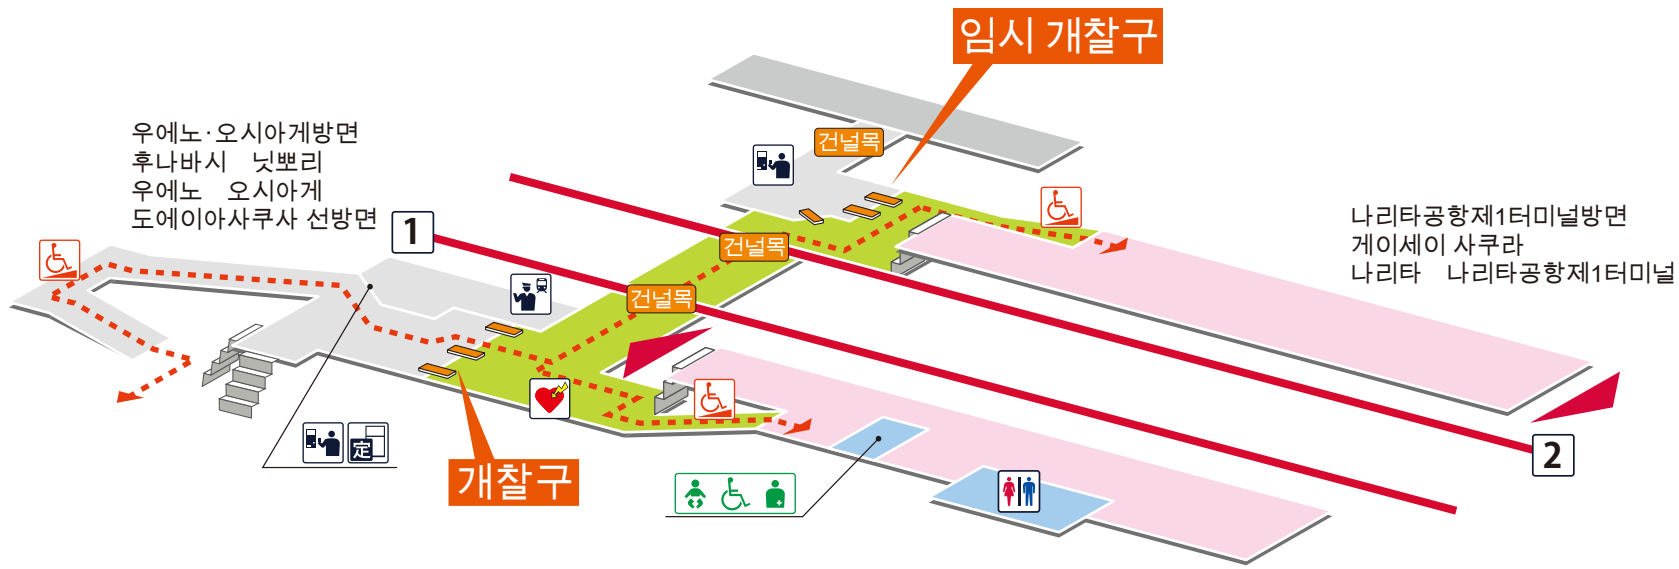 임시 개찰구
건널목
우에노·오시아게방면
후나바시 닛뽀리
우에노 오시아게
도에이아사쿠사 선방면
1
건널목
건널목
나리타공항제1터미널방면
게이세이 사쿠라
나리타 나리타공항제1터미널
2
定
개찰구